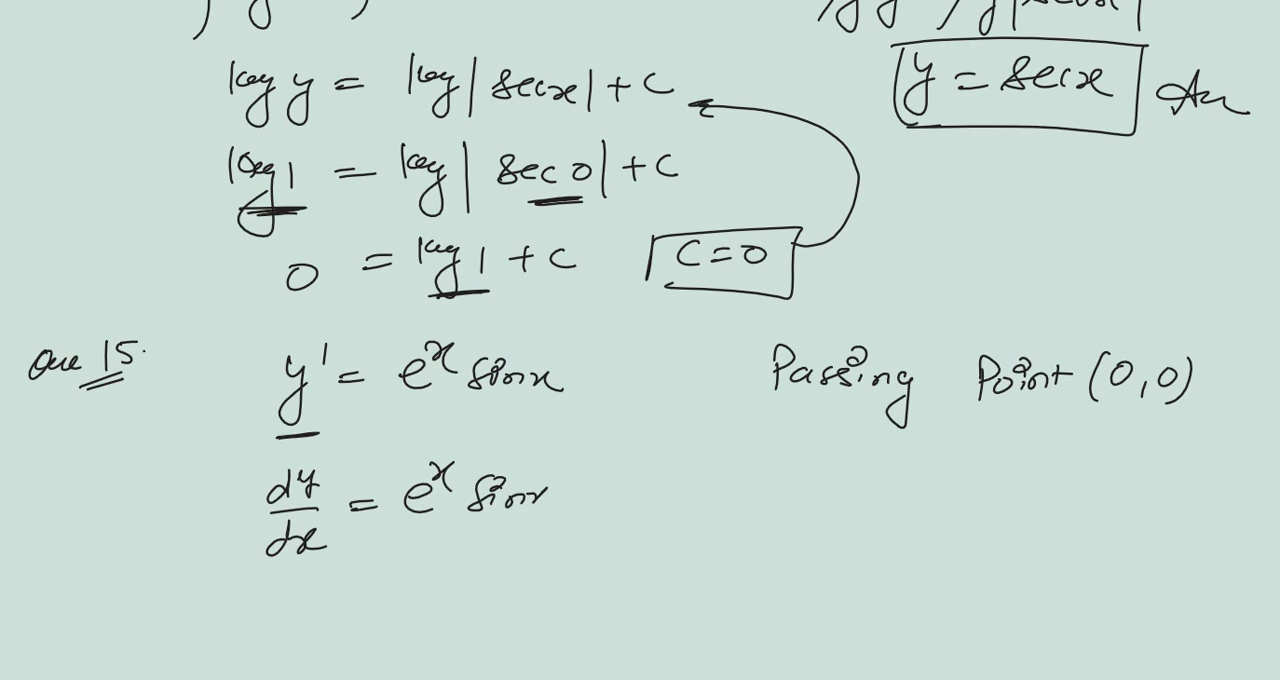 log y = log|secx| + C
y = secx Ans
log 1 = log|sec 0| + C
0 = log 1 + C C=0
Que 15. y' = e^x sinx Passing Point (0,0)
dy/dx = e^x sinx